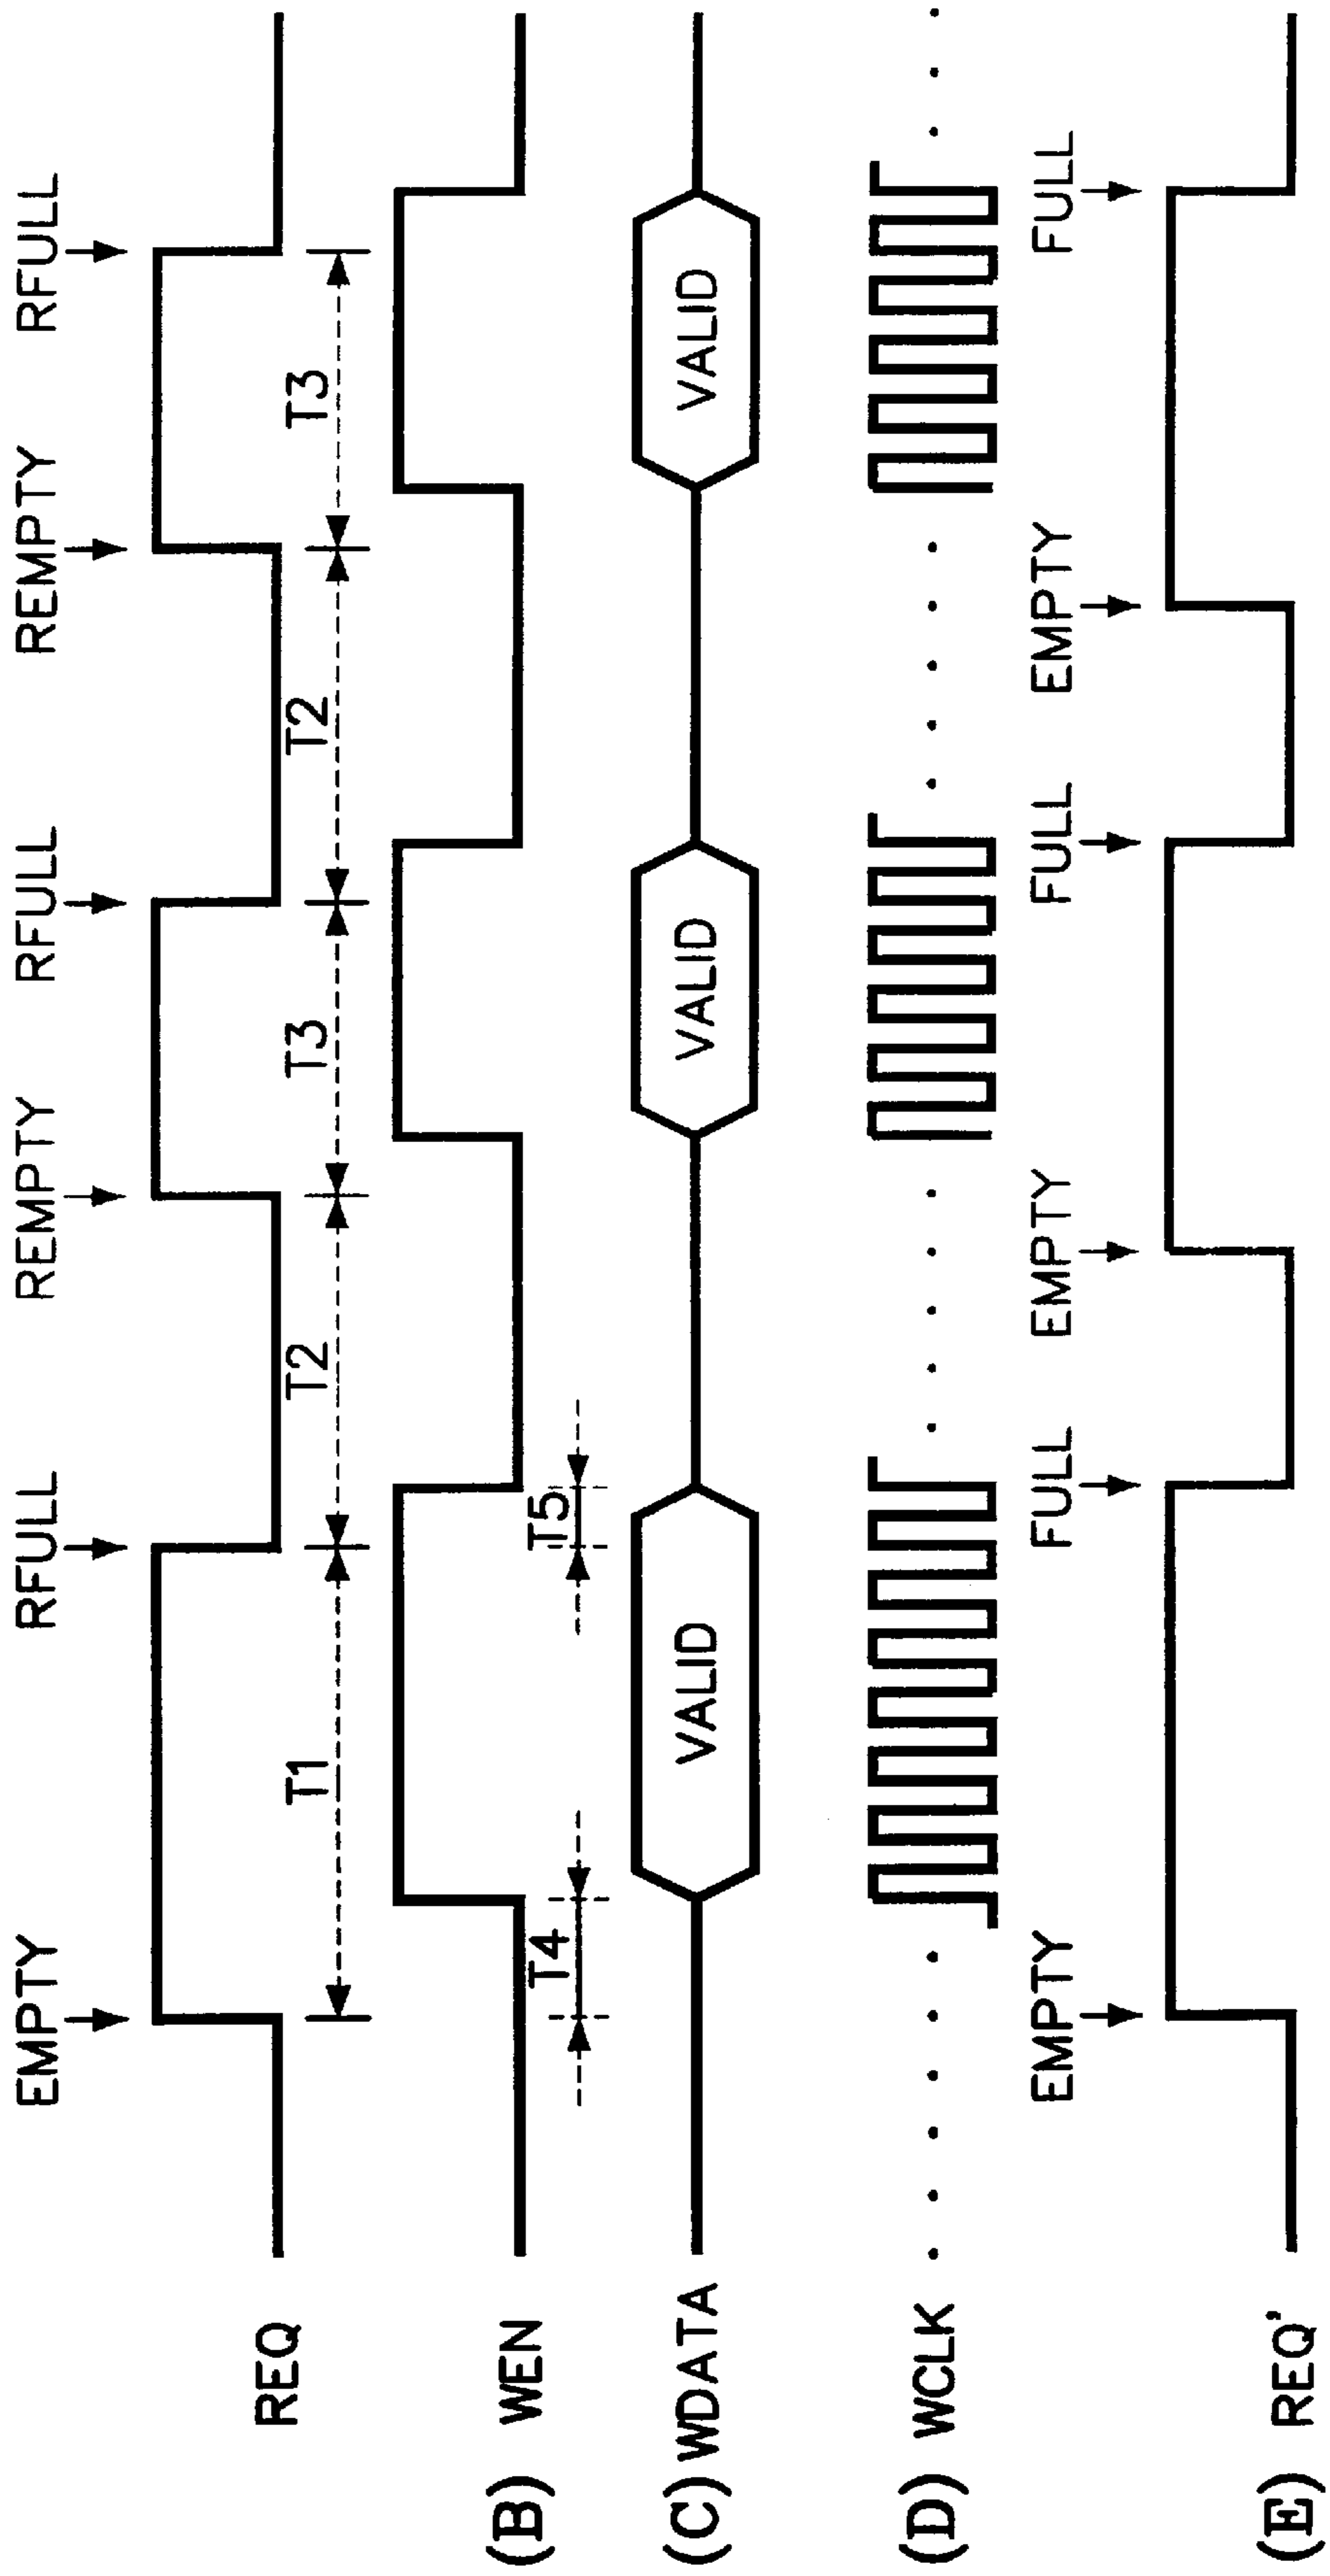 EMPTY RFULL REMPTY RFULL REMPTY RFULL
REQ
T1 T2 T3 T2 T3
(B) WEN
T4 T5
(C) WDATA VALID VALID VALID
(D) WCLK
EMPTY FULL EMPTY FULL EMPTY FULL
(E) REQ'